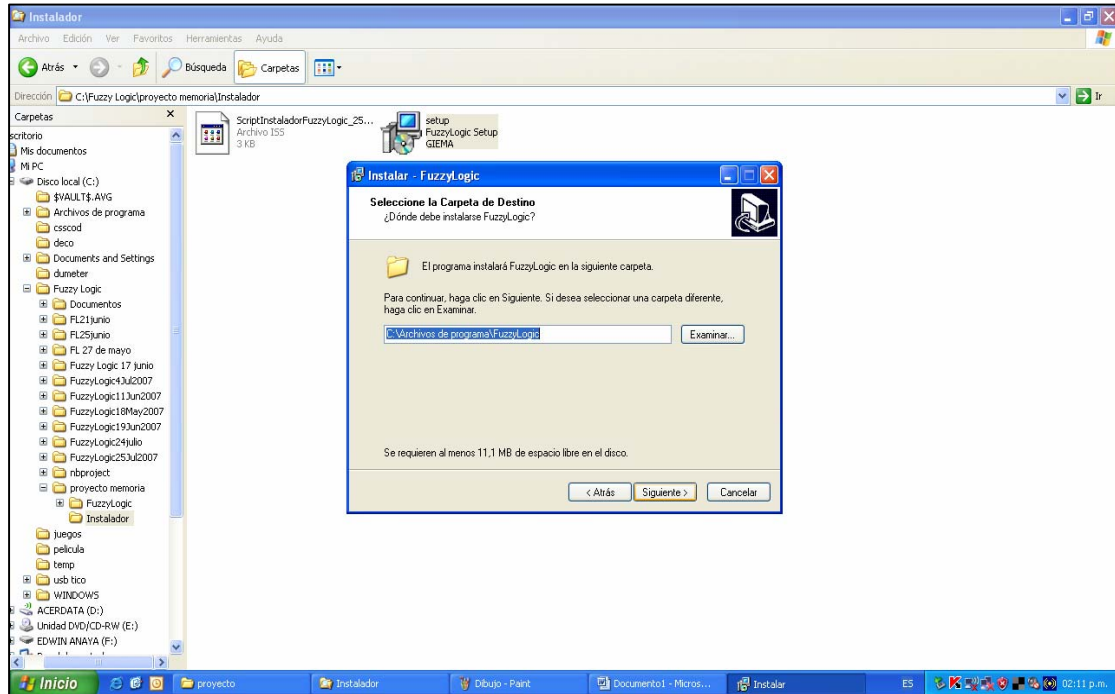 Instalador
Archivo Edición Ver Favoritos Herramientas Ayuda
Atrás Búsqueda Carpetas
Dirección C:\Fuzzy Logic\proyecto memoria\Instalador Ir
Carpetas
scritorio
Mis documentos
Mi PC
Disco local (C:)
$VAULT$.AVG
Archivos de programa
csscod
deco
Documents and Settings
dumeter
Fuzzy Logic
Documentos
FL21junio
FL25junio
FL 27 de mayo
Fuzzy Logic 17 junio
FuzzyLogic4Jul2007
FuzzyLogic11Jun2007
FuzzyLogic18May2007
FuzzyLogic19Jun2007
FuzzyLogic24julio
FuzzyLogic25Jul2007
nbproject
proyecto memoria
FuzzyLogic
Instalador
juegos
pelicula
temp
usb tico
WINDOWS
ACERDATA (D:)
Unidad DVD/CD-RW (E:)
EDWIN ANAYA (F:)
ScriptInstaladorFuzzyLogic_25...
Archivo ISS
3 KB
setup
FuzzyLogic Setup
GIEMA
Instalar - FuzzyLogic
Seleccione la Carpeta de Destino
¿Dónde debe instalarse FuzzyLogic?
El programa instalará FuzzyLogic en la siguiente carpeta.
Para continuar, haga clic en Siguiente. Si desea seleccionar una carpeta diferente,
haga clic en Examinar.
C:\Archivos de programa\FuzzyLogic Examinar...
Se requieren al menos 11,1 MB de espacio libre en el disco.
< Atrás Siguiente > Cancelar
Inicio proyecto Instalador Dibujo - Paint Documento1 - Micros... Instalar ES 02:11 p.m.